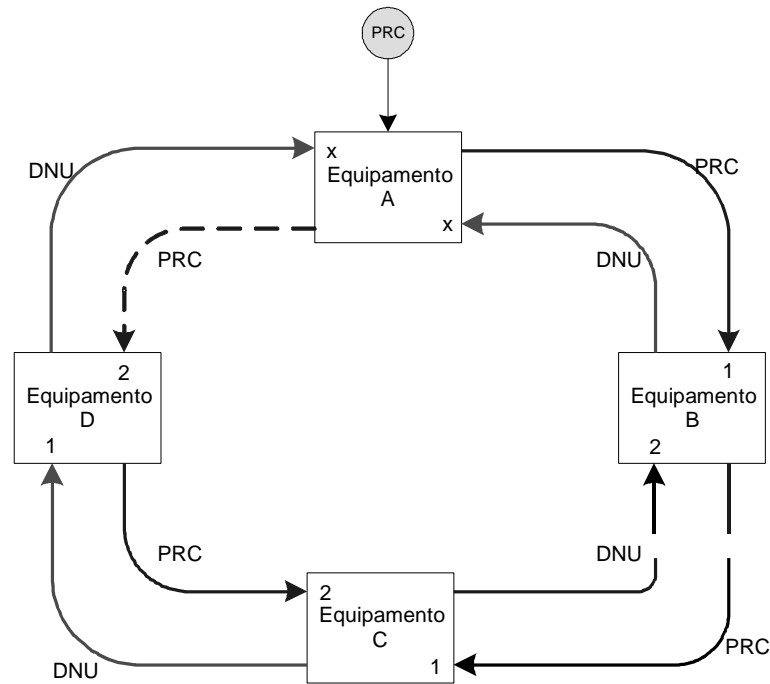 PRC
x
Equipamento
A
x
DNU
PRC
PRC
DNU
2
Equipamento
D
1
1
Equipamento
B
2
PRC
DNU
2
Equipamento
C
1
DNU
PRC